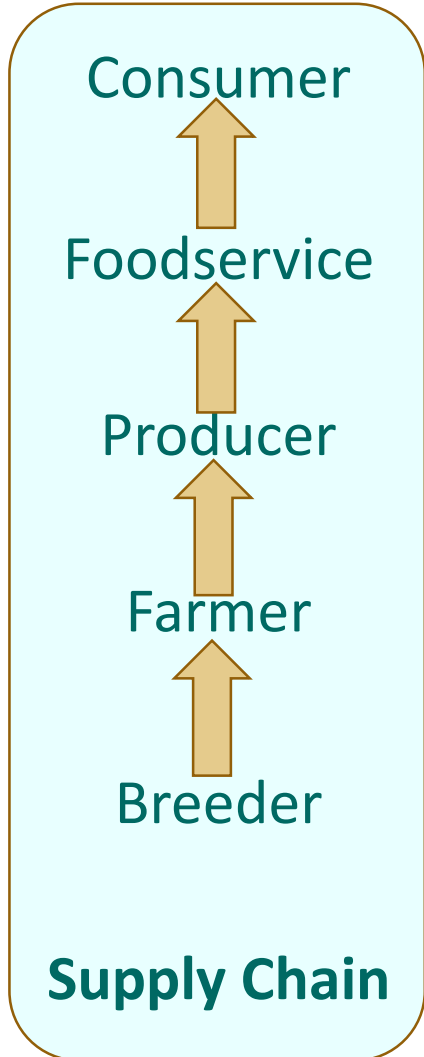 Consumer
Foodservice
Producer
Farmer
Breeder
Supply Chain